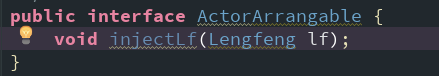 public interface ActorArrangable {
void injectLf(Lengfeng lf);
}